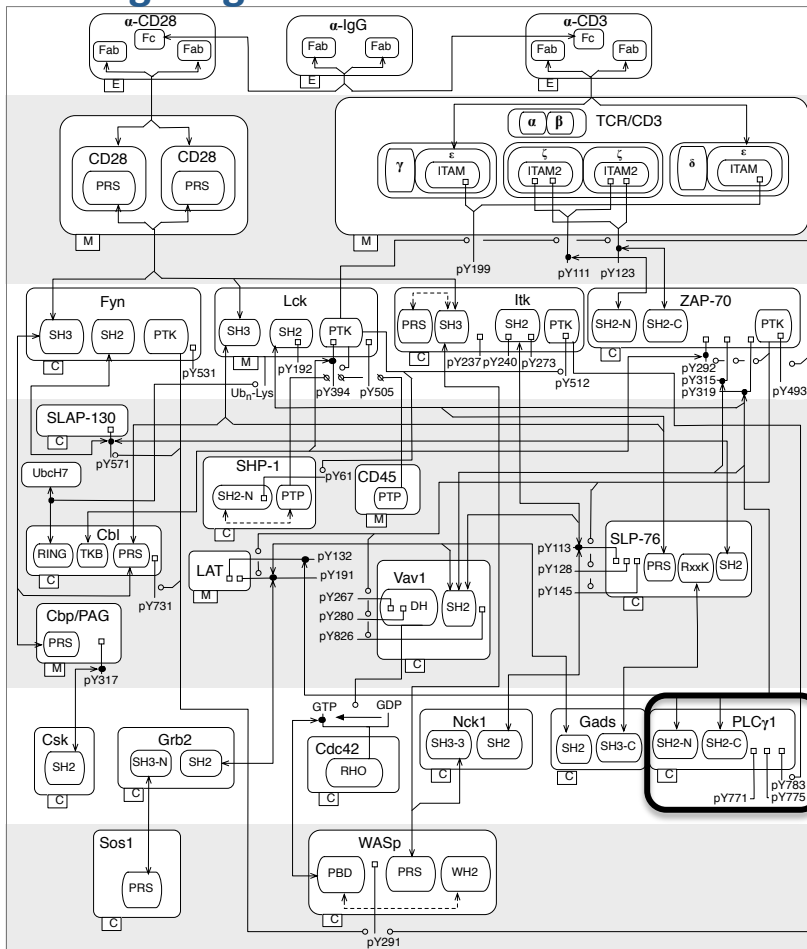 α-CD28
α-IgG
α-CD3
Fc
Fc
Fab
Fab
Fab
Fab
Fab
Fab
E
E
E
TCR/CD3
α
β
CD28
CD28
γ
ε
ζ
ζ
δ
ε
PRS
PRS
ITAM
ITAM2
ITAM2
ITAM
M
M
pY199
pY111
pY123
Fyn
Lck
Itk
ZAP-70
SH3
SH2
PTK
SH3
SH2
PTK
PRS
SH3
SH2
PTK
SH2-N
SH2-C
PTK
C
M
C
C
pY531
pY192
pY237
pY240
pY273
pY292
Ubn-Lys
pY394
pY505
pY512
pY315
pY493
pY319
SLAP-130
C
pY571
UbcH7
SHP-1
pY61
CD45
SH2-N
PTP
PTP
C
M
Cbl
SLP-76
RING
TKB
PRS
C
pY731
LAT
M
pY132
pY191
pY113
pY128
pY145
PRS
RxxK
SH2
C
Vav1
pY267
pY280
pY826
DH
SH2
C
Cbp/PAG
PRS
M
pY317
GTP
GDP
Csk
Grb2
Cdc42
Nck1
Gads
PLCγ1
SH2
SH3-N
SH2
RHO
SH3-3
SH2
SH2
SH3-C
SH2-N
SH2-C
C
C
C
C
C
C
pY783
pY771
pY775
Sos1
WASp
PRS
PBD
PRS
WH2
C
C
pY291